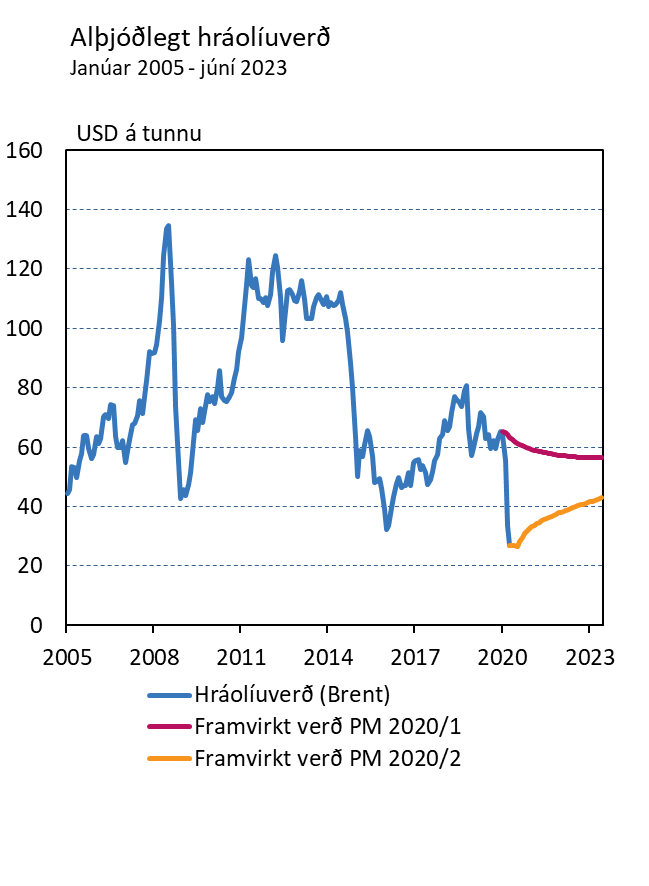 Alþjóðlegt hráolíuverð
Janúar 2005 - júní 2023
USD á tunnu
160
140
120
100
80
60
40
20
0
2005 2008 2011 2014 2017 2020 2023
Hráolíuverð (Brent)
Framvirkt verð PM 2020/1
Framvirkt verð PM 2020/2